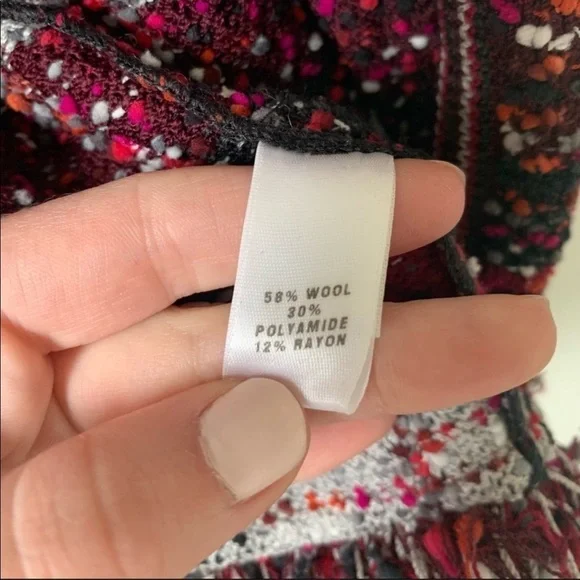 58% WOOL
30%
POLYAMIDE
12% RAYON